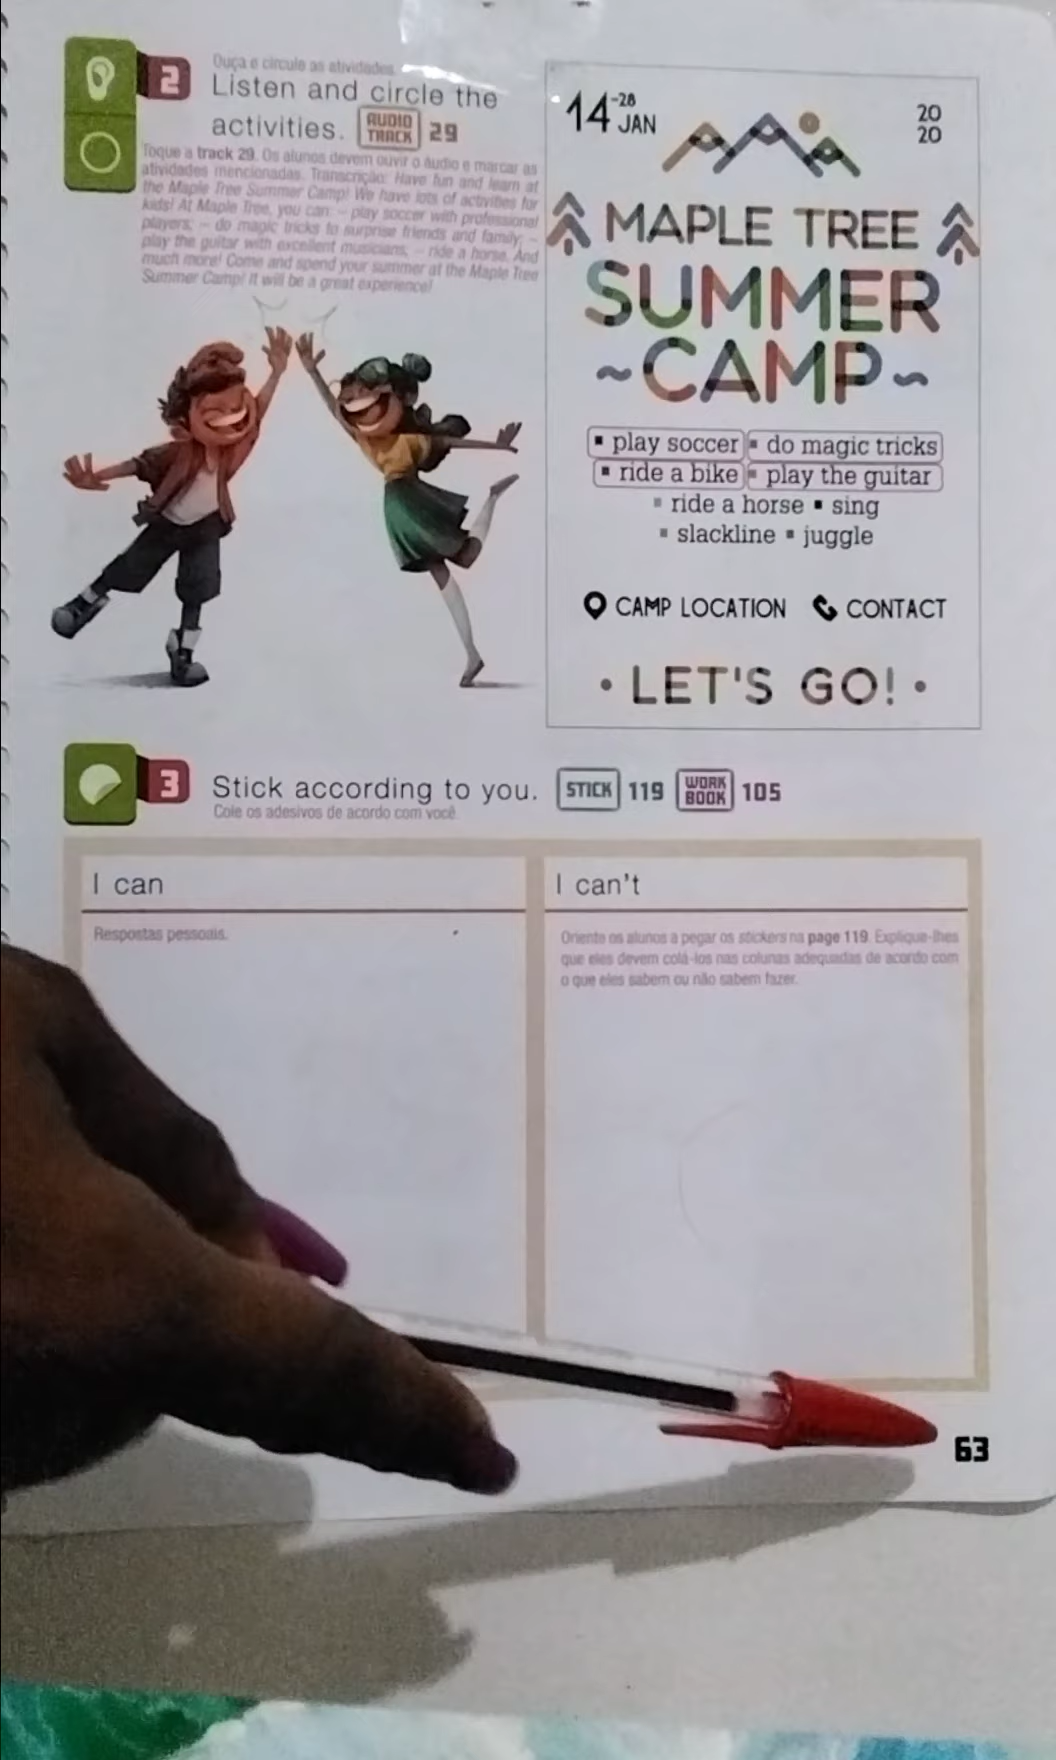 Ouça e circule as atividades.
2 Listen and circle the
activities. AUDIO TRACK 29
Toque a track 29. Os alunos devem ouvir o áudio e marcar as
atividades mencionadas. Transcrição: Have fun and learn at
the Maple Tree Summer Camp! We have lots of activities for
kids! At Maple Tree, you can: – play soccer with professional
players; – do magic tricks to surprise friends and family; –
play the guitar with excellent musicians; – ride a horse. And
much more! Come and spend your summer at the Maple Tree
Summer Camp! It will be a great experience!
14-28 JAN
20
20
MAPLE TREE
SUMMER
~CAMP~
▪ play soccer ▪ do magic tricks
▪ ride a bike ▪ play the guitar
▪ ride a horse ▪ sing
▪ slackline ▪ juggle
CAMP LOCATION CONTACT
• LET'S GO! •
3 Stick according to you. STICK 119 WORK BOOK 105
Cole os adesivos de acordo com você.
I can
Respostas pessoais.
I can't
Oriente os alunos a pegar os stickers na page 119. Explique-lhes
que eles devem colá-los nas colunas adequadas de acordo com
o que eles sabem ou não sabem fazer.
63